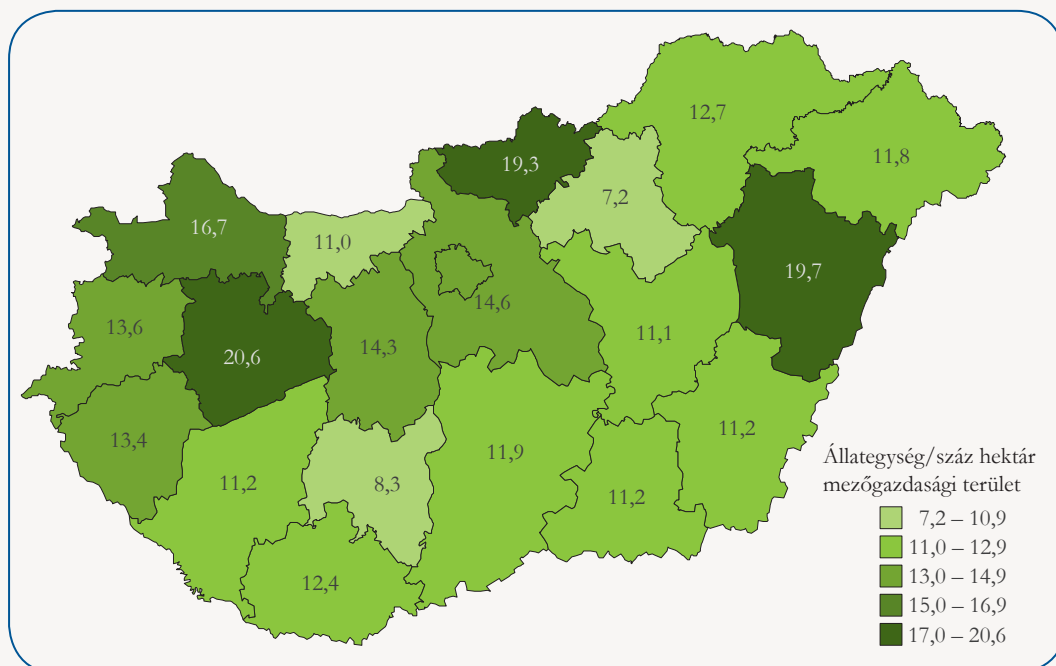 12,7
11,8
19,3
7,2
16,7
11,0
19,7
14,6
13,6
11,1
14,3
20,6
13,4
11,2
11,9
11,2
8,3
11,2
12,4
Állategység/száz hektár
mezőgazdasági terület
7,2 – 10,9
11,0 – 12,9
13,0 – 14,9
15,0 – 16,9
17,0 – 20,6